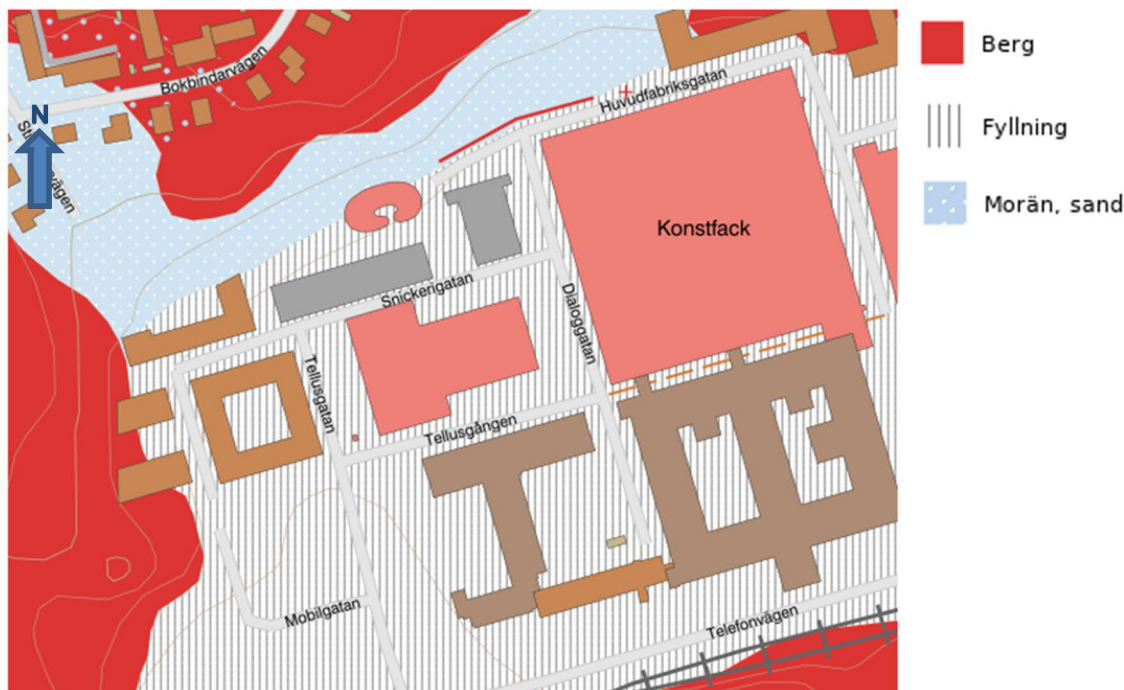 Berg
Bokbindarvägen
Huvudfabriksgatan
N
Fyllning
Morän, sand
Konstfack
Snickerigatan
Dialoggatan
Tellusgatan
Tellusgången
Mobilgatan
Telefonvägen